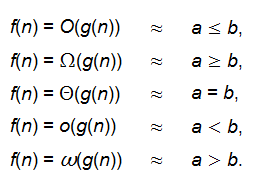 f(n) = O(g(n)) ≈ a ≤ b,
f(n) = Ω(g(n)) ≈ a ≥ b,
f(n) = Θ(g(n)) ≈ a = b,
f(n) = o(g(n)) ≈ a < b,
f(n) = ω(g(n)) ≈ a > b.